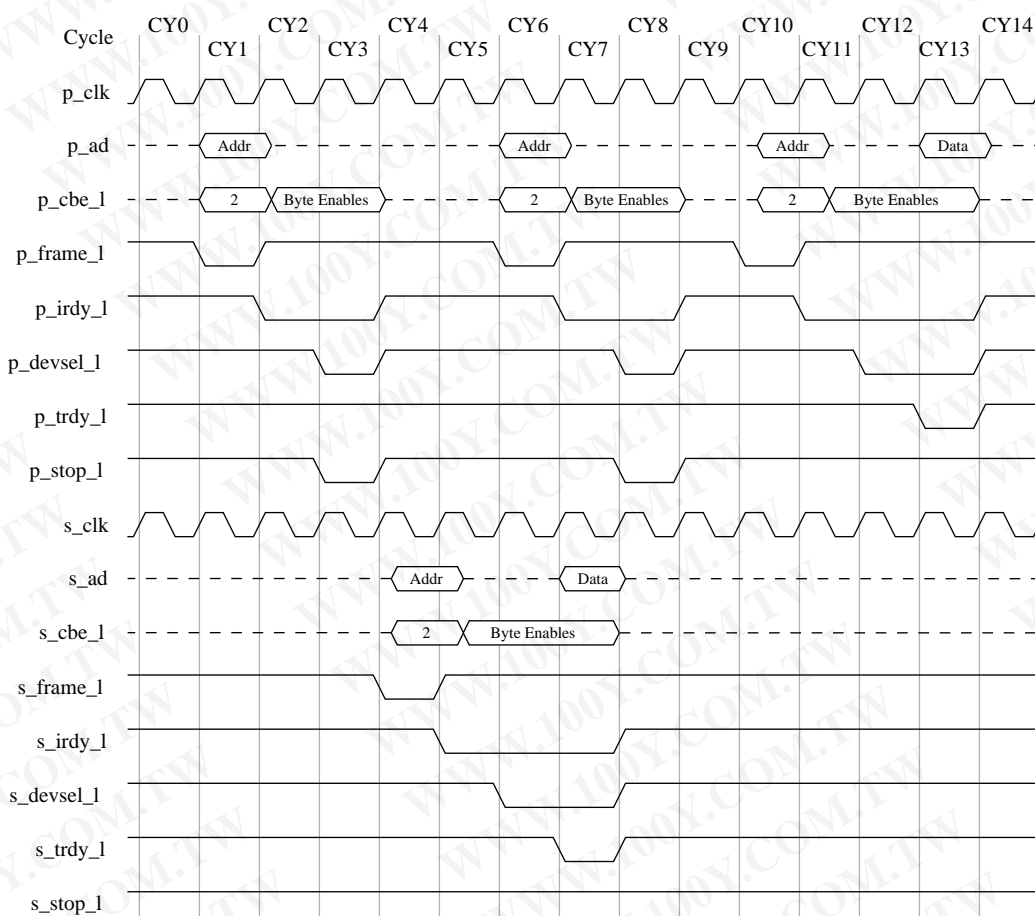 CY0 CY2 CY4 CY6 CY8 CY10 CY12 CY14
Cycle
CY1 CY3 CY5 CY7 CY9 CY11 CY13
p_clk
p_ad Addr Addr Addr Data
p_cbe_l 2 Byte Enables 2 Byte Enables 2 Byte Enables
p_frame_l
p_irdy_l
p_devsel_l
p_trdy_l
p_stop_l
s_clk
s_ad Addr Data
s_cbe_l 2 Byte Enables
s_frame_l
s_irdy_l
s_devsel_l
s_trdy_l
s_stop_l
WWW.100Y.COM.TW